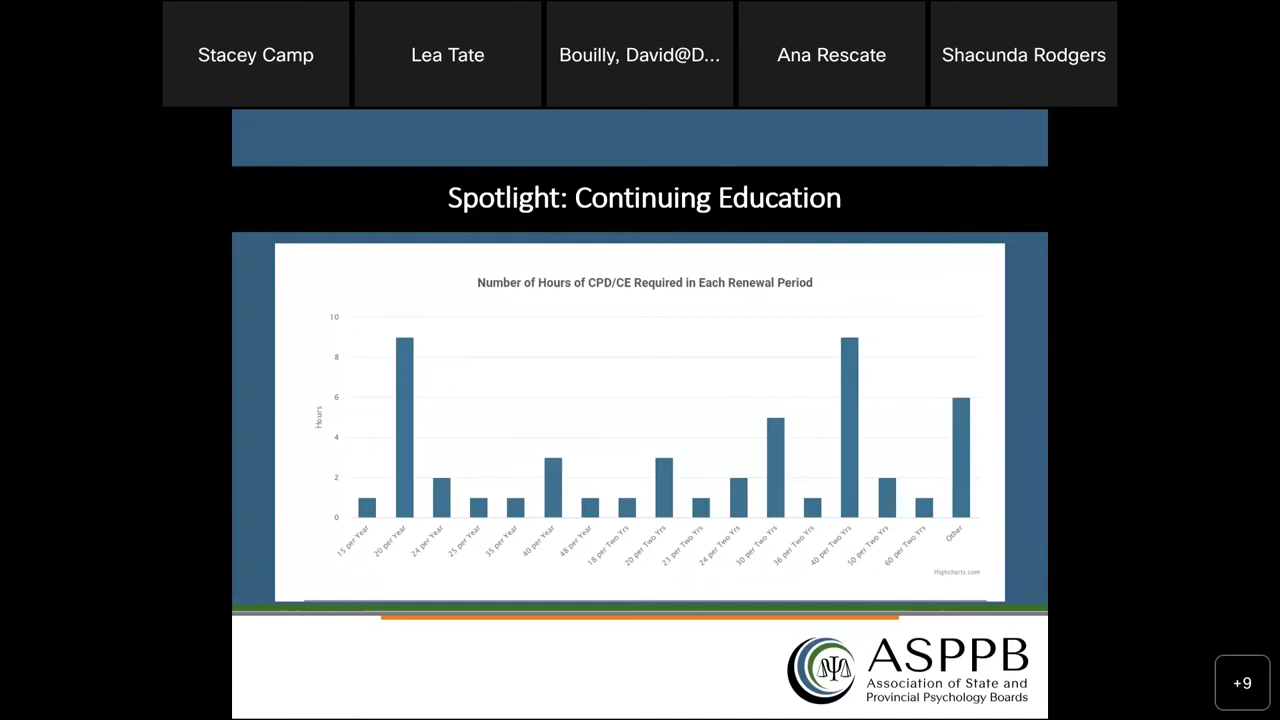 Stacey Camp
Lea Tate
Bouilly, David@D...
Ana Rescate
Shacunda Rodgers
Spotlight: Continuing Education
Number of Hours of CPD/CE Required in Each Renewal Period
10
8
6
4
2
0
Hours
15 per Year
20 per Year
24 per Year
25 per Year
35 per Year
40 per Year
48 per Year
18 per Two Yrs
20 per Two Yrs
23 per Two Yrs
24 per Two Yrs
30 per Two Yrs
36 per Two Yrs
40 per Two Yrs
50 per Two Yrs
60 per Two Yrs
Other
Highcharts.com
ASPPB
Association of State and
Provincial Psychology Boards
+9